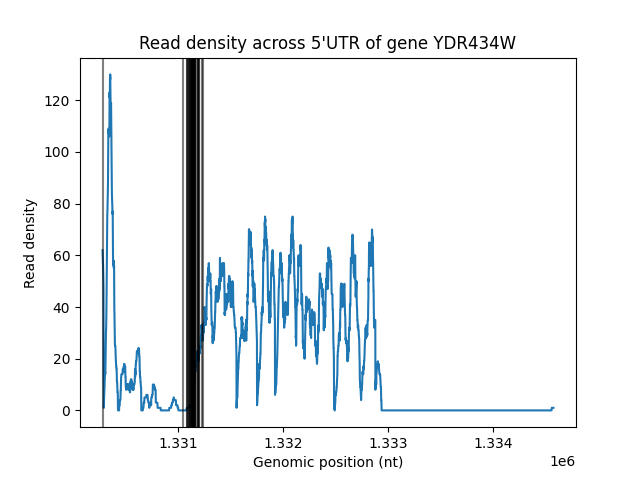 Read density across 5'UTR of gene YDR434W
Read density
120
100
80
60
40
20
0
1.331
1.332
1.333
1.334
1e6
Genomic position (nt)